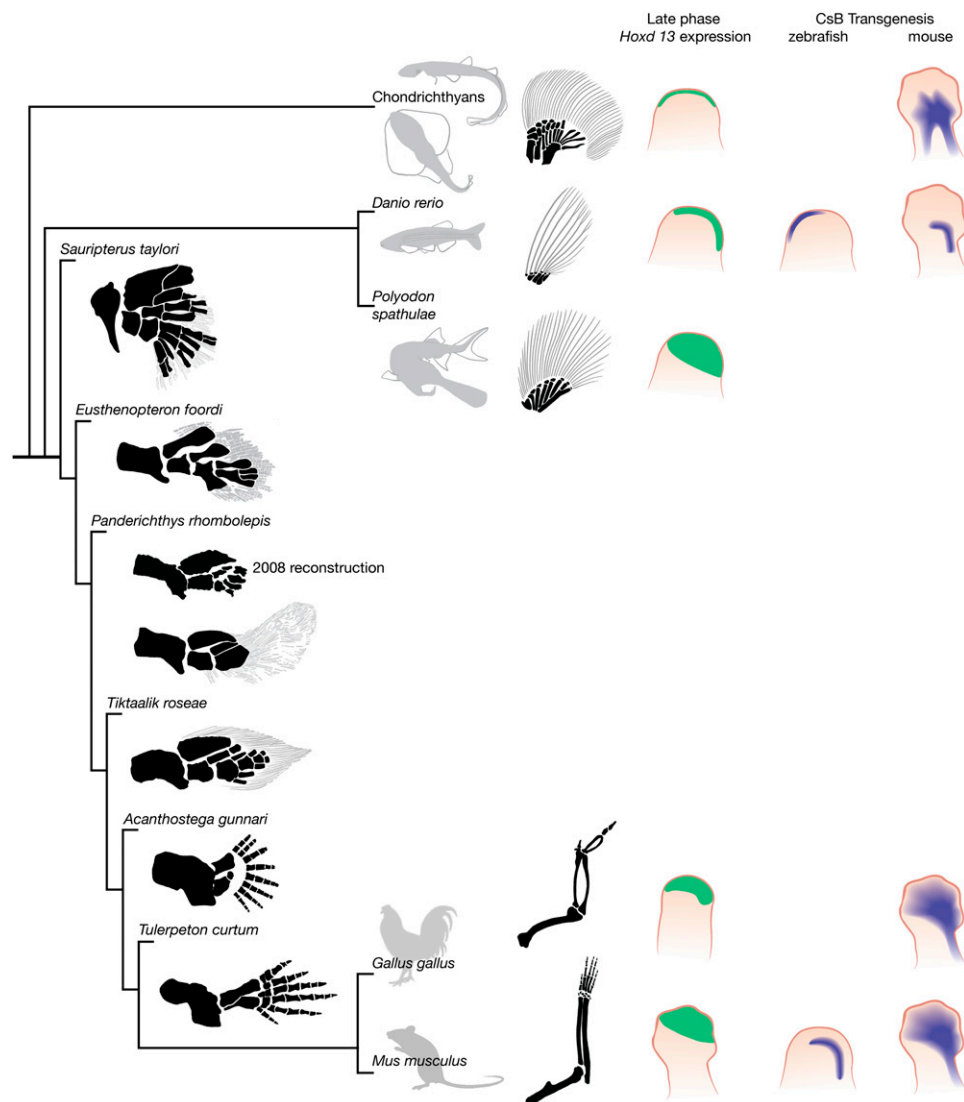 Late phase
Hoxd 13 expression
CsB Transgenesis
zebrafish mouse
Chondrichthyans
Danio rerio
Sauripterus taylori
Polyodon
spathulae
Eusthenopteron foordi
Panderichthys rhombolepis
2008 reconstruction
Tiktaalik roseae
Acanthostega gunnari
Tulerpeton curtum
Gallus gallus
Mus musculus